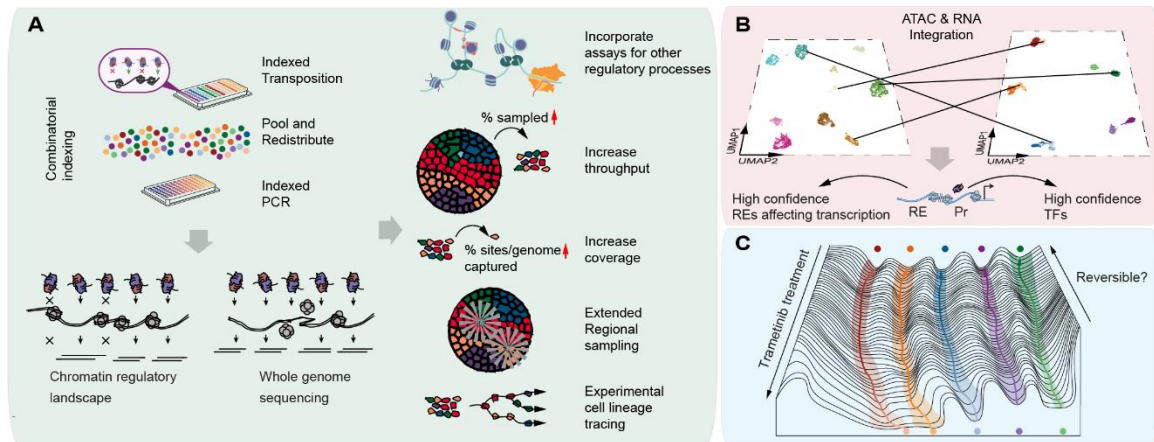 A
Combinatorial
indexing
Indexed
Transposition
Pool and
Redistribute
Indexed
PCR
Chromatin regulatory
landscape
Whole genome
sequencing
Incorporate
assays for other
regulatory processes
% sampled
Increase
throughput
% sites/genome
captured
Increase
coverage
Extended
Regional
sampling
Experimental
cell lineage
tracing
B
ATAC & RNA
Integration
UMAP1
UMAP2
UMAP1
UMAP2
High confidence
REs affecting transcription
RE
Pr
High confidence
TFs
C
Trametinib treatment
Reversible?